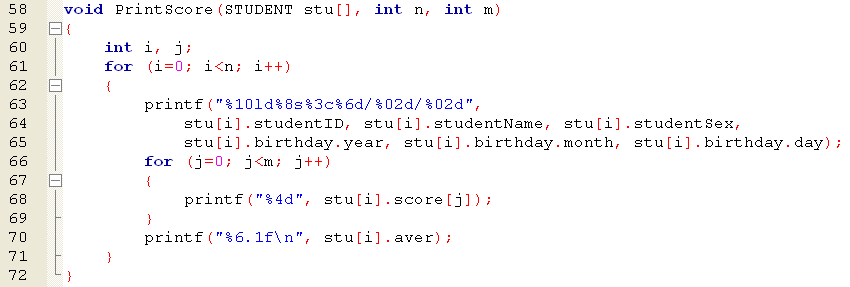 58 void PrintScore(STUDENT stu[], int n, int m)
59 {
60     int i, j;
61     for (i=0; i<n; i++)
62     {
63         printf("%10ld%8s%3c%6d/%02d/%02d",
64             stu[i].studentID, stu[i].studentName, stu[i].studentSex,
65             stu[i].birthday.year, stu[i].birthday.month, stu[i].birthday.day);
66         for (j=0; j<m; j++)
67         {
68             printf("%4d", stu[i].score[j]);
69         }
70         printf("%6.1f\n", stu[i].aver);
71     }
72 }